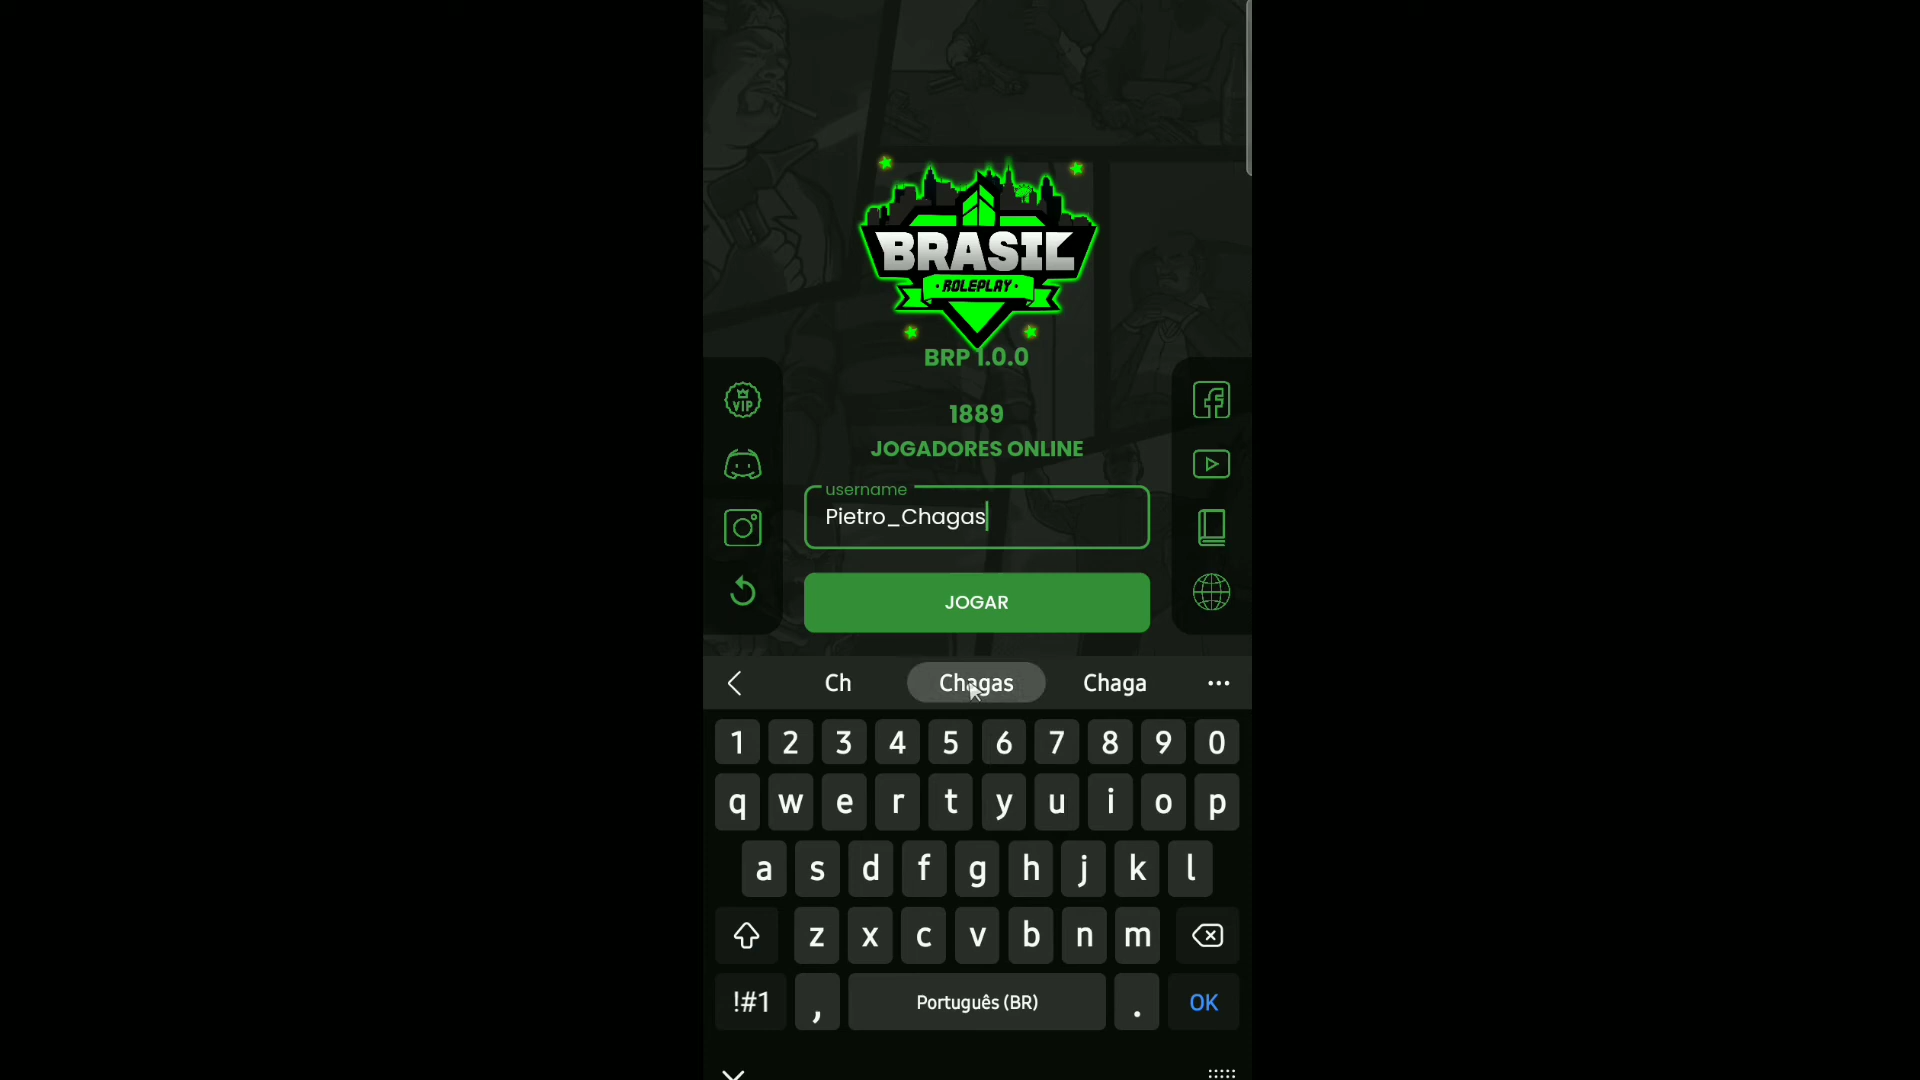 BRASIL
ROLEPLAY
BRP 1.0.0
VIP
1889
JOGADORES ONLINE
username
Pietro_Chagas
JOGAR
Ch Chagas Chaga ...
1 2 3 4 5 6 7 8 9 0
q w e r t y u i o p
a s d f g h j k l
z x c v b n m
!#1 , Português (BR) . OK